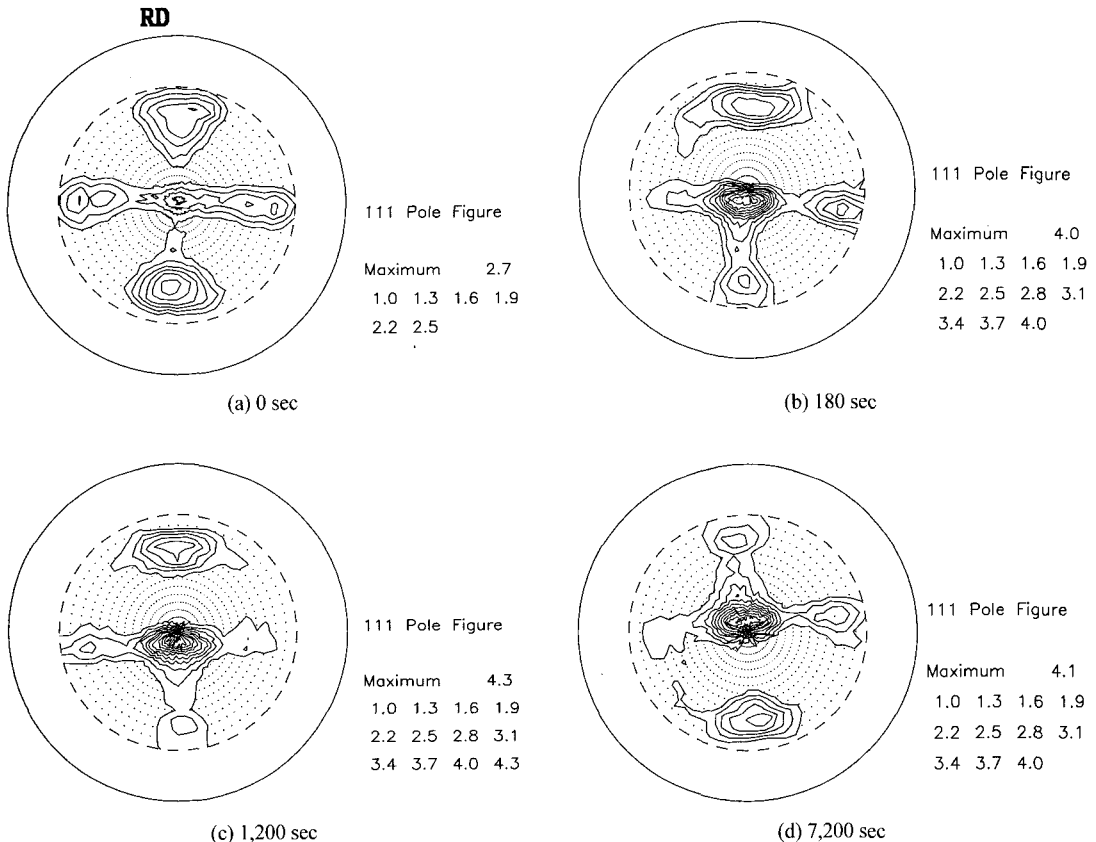 RD
111 Pole Figure
Maximum 2.7
1.0 1.3 1.6 1.9
2.2 2.5
(a) 0 sec
111 Pole Figure
Maximum 4.0
1.0 1.3 1.6 1.9
2.2 2.5 2.8 3.1
3.4 3.7 4.0
(b) 180 sec
111 Pole Figure
Maximum 4.3
1.0 1.3 1.6 1.9
2.2 2.5 2.8 3.1
3.4 3.7 4.0 4.3
(c) 1,200 sec
111 Pole Figure
Maximum 4.1
1.0 1.3 1.6 1.9
2.2 2.5 2.8 3.1
3.4 3.7 4.0
(d) 7,200 sec